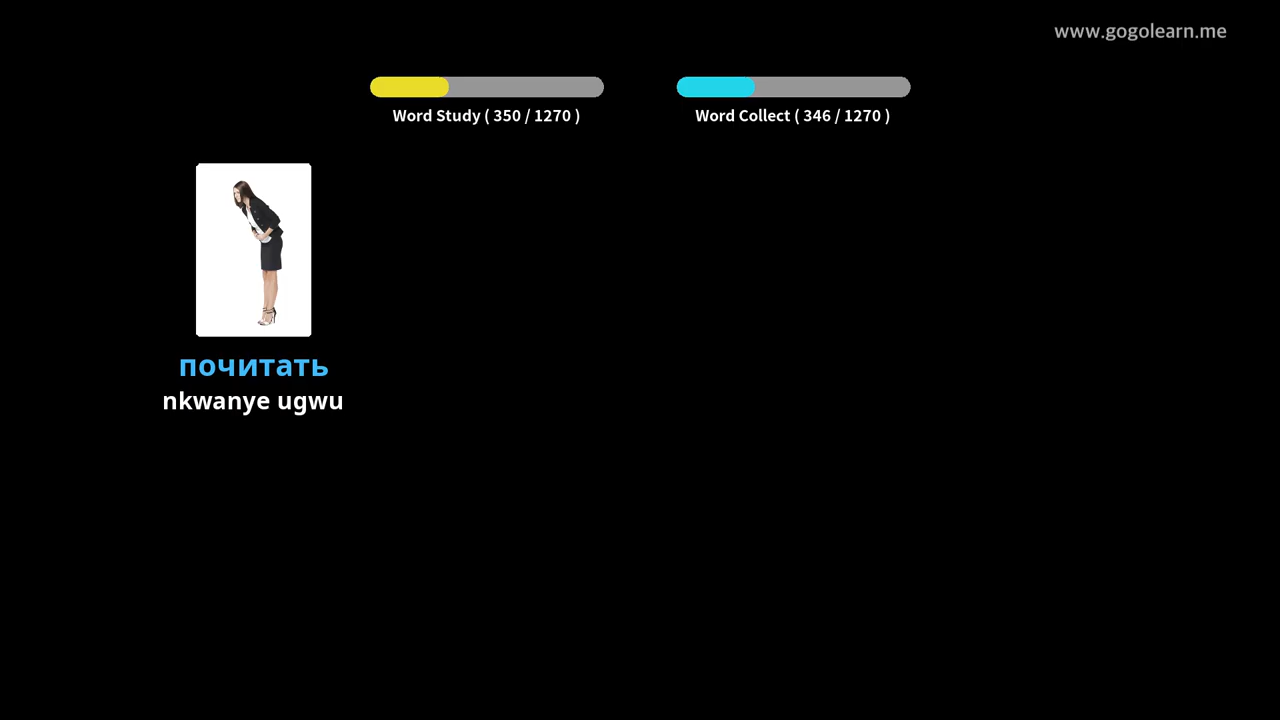 www.gogolearn.me
Word Study ( 350 / 1270 )
Word Collect ( 346 / 1270 )
почитать
nkwanye ugwu